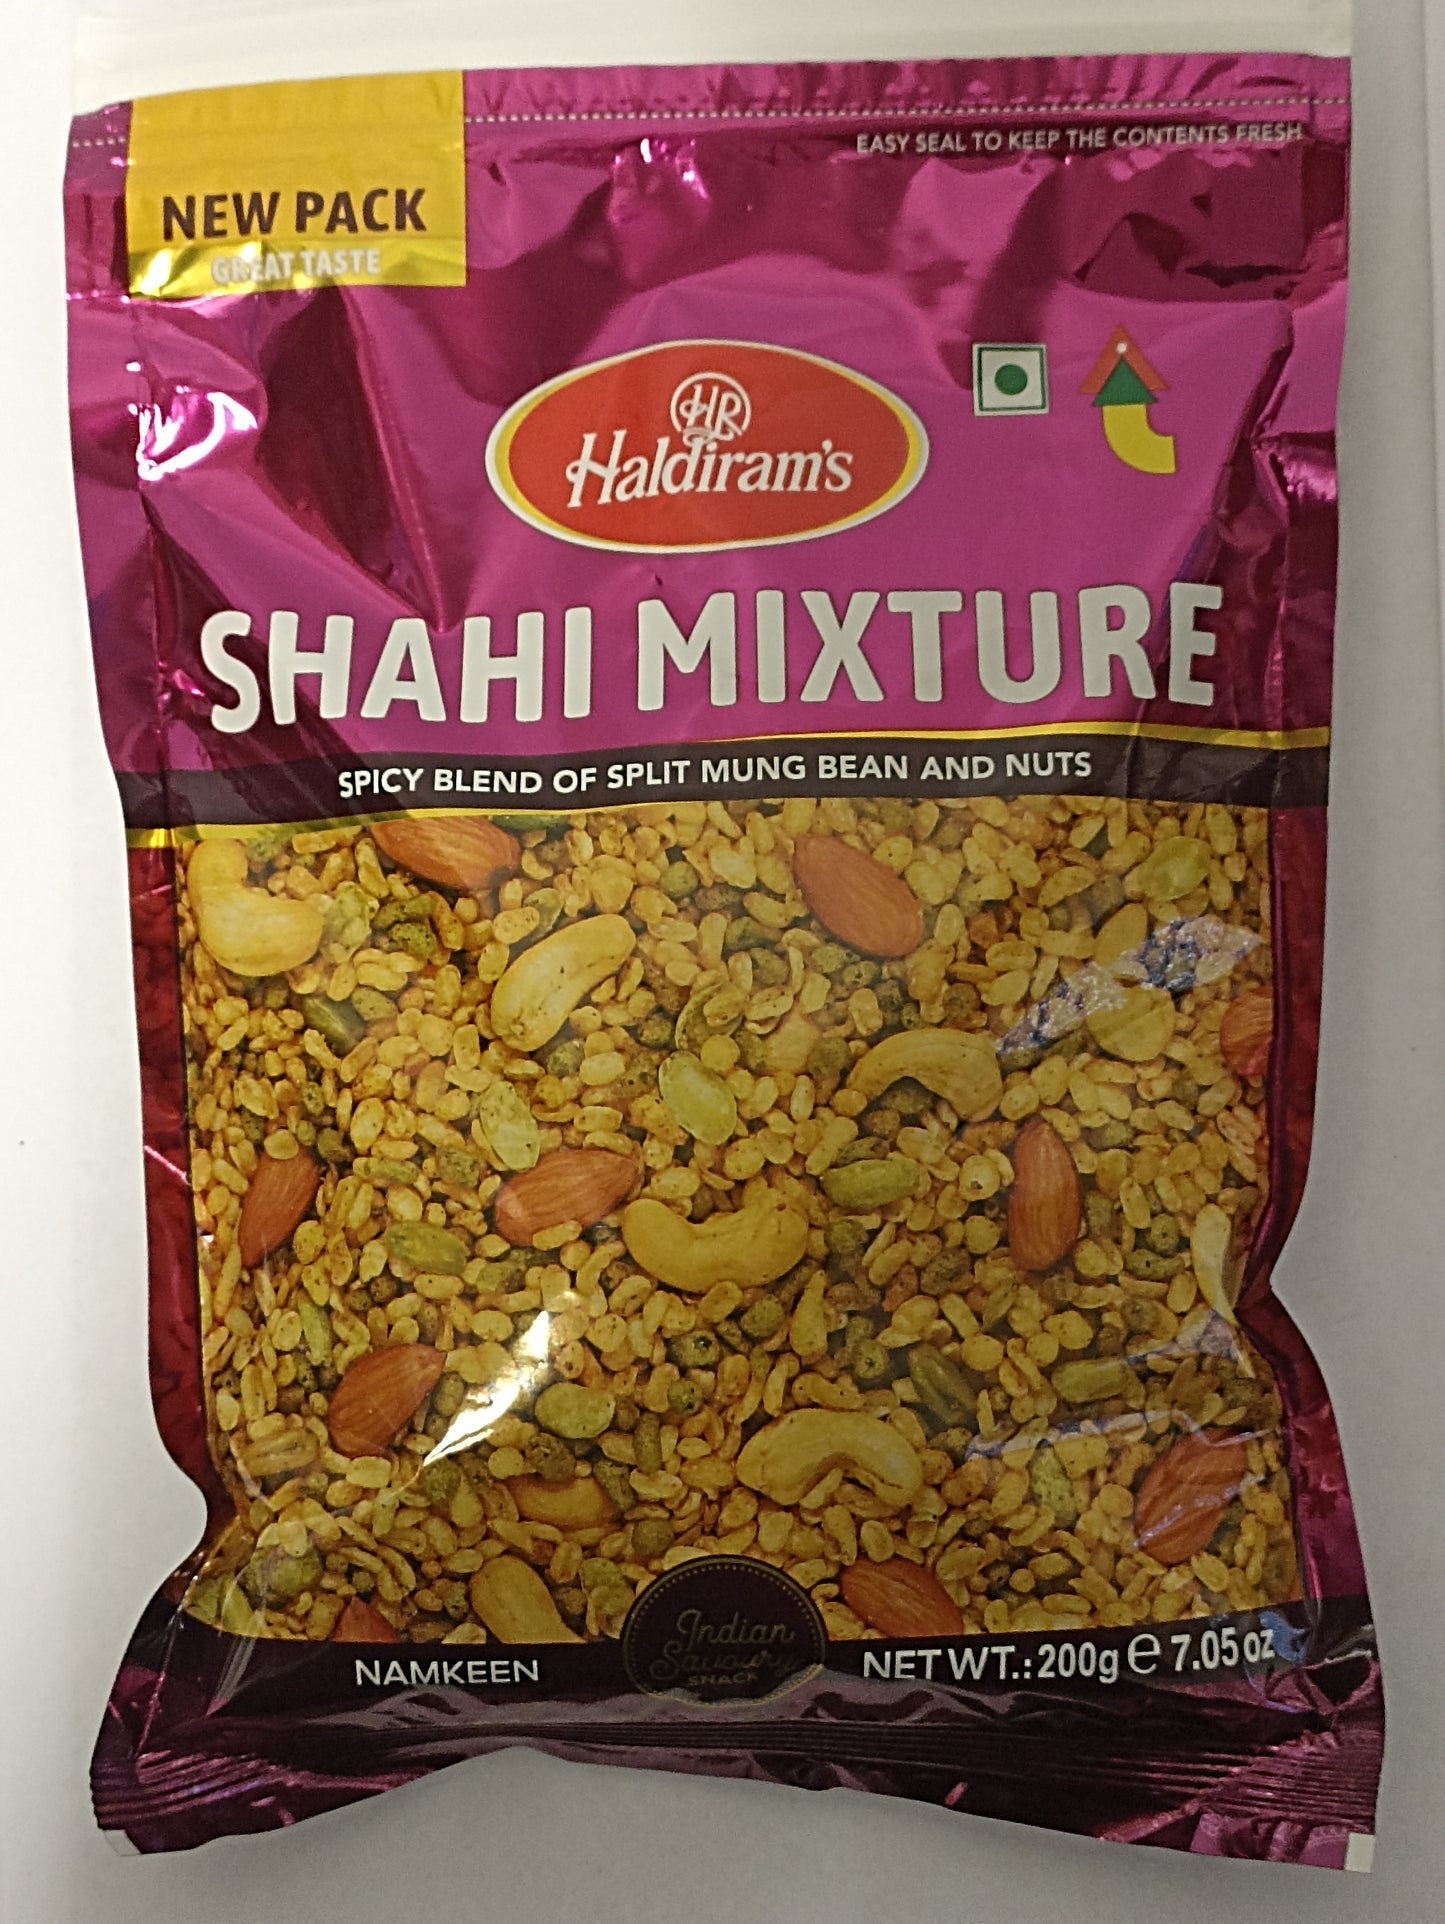 EASY SEAL TO KEEP THE CONTENTS FRESH
NEW PACK
GREAT TASTE
HR
Haldiram's
SHAHI MIXTURE
SPICY BLEND OF SPLIT MUNG BEAN AND NUTS
NAMKEEN
Indian
Savoury
SNACK
NET WT.: 200g ℮ 7.05 oz